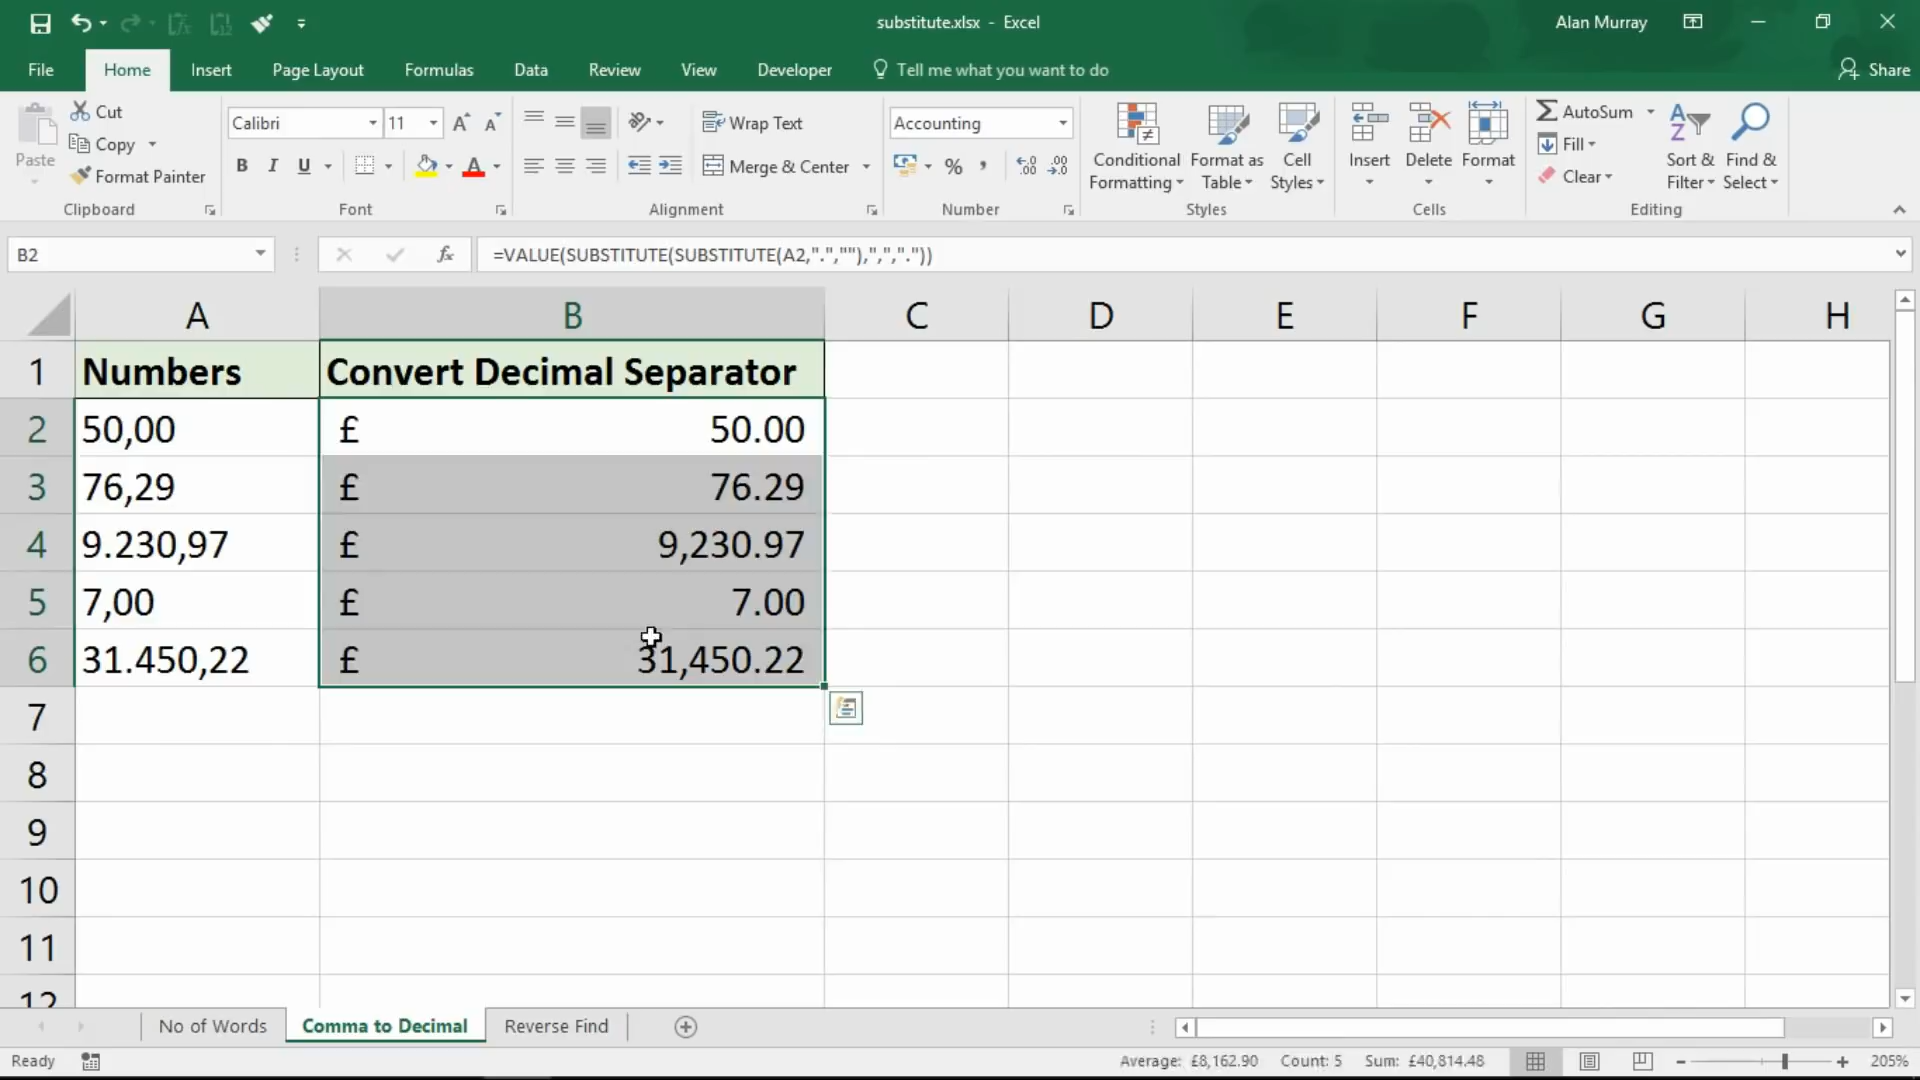 substitute.xlsx - Excel
Alan Murray
File Home Insert Page Layout Formulas Data Review View Developer Tell me what you want to do Share
Paste
Cut
Copy
Format Painter
Clipboard
Calibri 11
B I U
Font
Wrap Text
Merge & Center
Alignment
Accounting
%
Number
Conditional Formatting
Format as Table
Cell Styles
Styles
Insert
Delete
Format
Cells
AutoSum
Fill
Clear
Sort & Filter
Find & Select
Editing
B2 fx =VALUE(SUBSTITUTE(SUBSTITUTE(A2,".",""),",","."))
A B C D E F G H
1 Numbers Convert Decimal Separator
2 50,00 £ 50.00
3 76,29 £ 76.29
4 9.230,97 £ 9,230.97
5 7,00 £ 7.00
6 31.450,22 £ 31,450.22
7
8
9
10
11
12
No of Words Comma to Decimal Reverse Find
Ready Average: £8,162.90 Count: 5 Sum: £40,814.48 205%